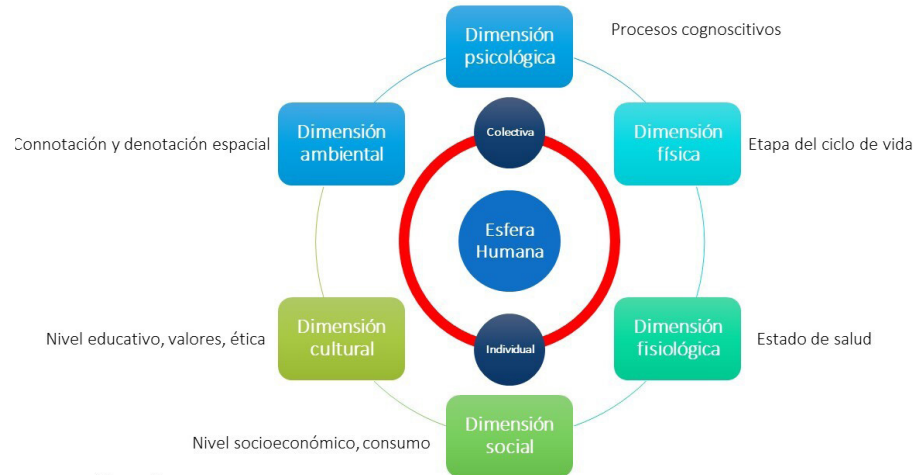 Dimensión
psicológica
Procesos cognoscitivos
Colectiva
Connotación y denotación espacial
Dimensión
ambiental
Dimensión
física
Etapa del ciclo de vida
Esfera
Humana
Nivel educativo, valores, ética
Dimensión
cultural
Individual
Dimensión
fisiológica
Estado de salud
Dimensión
social
Nivel socioeconómico, consumo